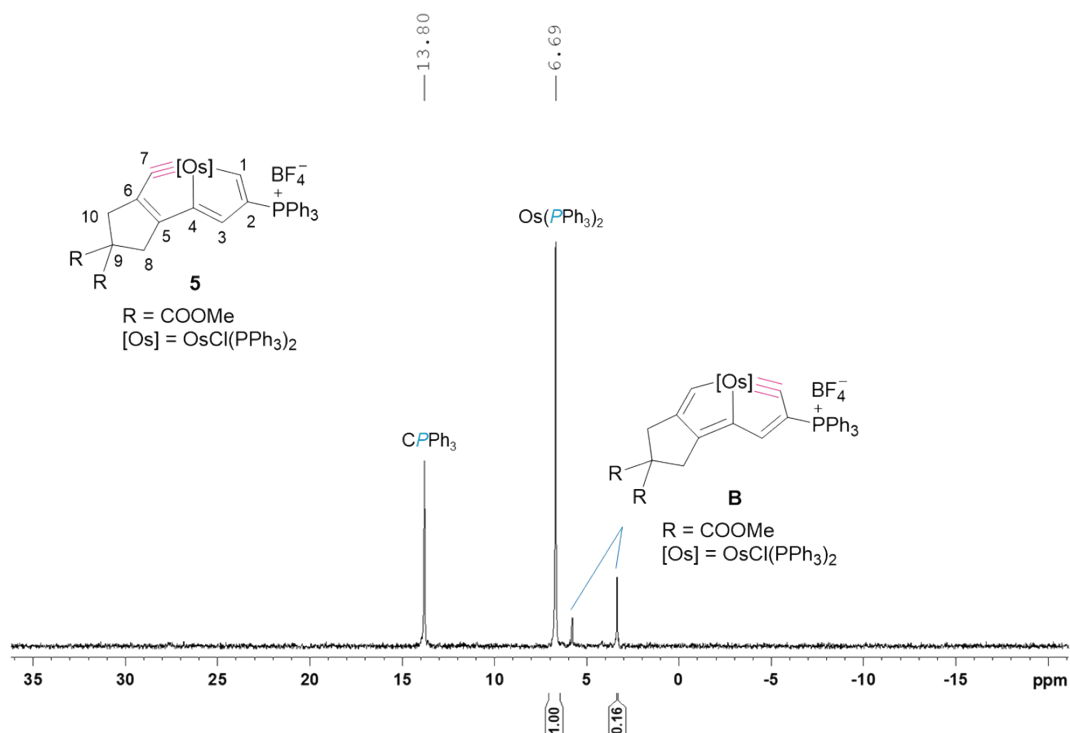 13.80
6.69
7
[Os]
1
BF4−
6
+
PPh3
10
5
4
3
2
9
8
R
R
5
R = COOMe
[Os] = OsCl(PPh3)2
Os(PPh3)2
CPPh3
[Os]
BF4−
+
PPh3
R
R
B
R = COOMe
[Os] = OsCl(PPh3)2
35 30 25 20 15 10 5 0 -5 -10 -15 ppm
1.00
0.16